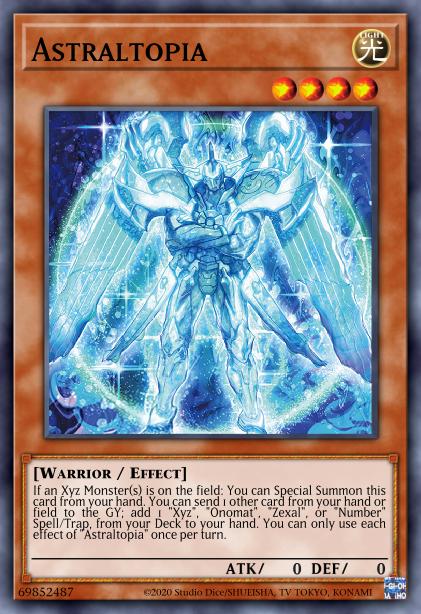 ASTRALTOPIA
LIGHT
光
[WARRIOR / EFFECT]
If an Xyz Monster(s) is on the field: You can Special Summon this
card from your hand. You can send 1 other card from your hand or
field to the GY; add 1 "Xyz", "Onomat", "Zexal", or "Number"
Spell/Trap, from your Deck to your hand. You can only use each
effect of "Astraltopia" once per turn.
ATK/ 0 DEF/ 0
69852487 ©2020 Studio Dice/SHUEISHA, TV TOKYO, KONAMI